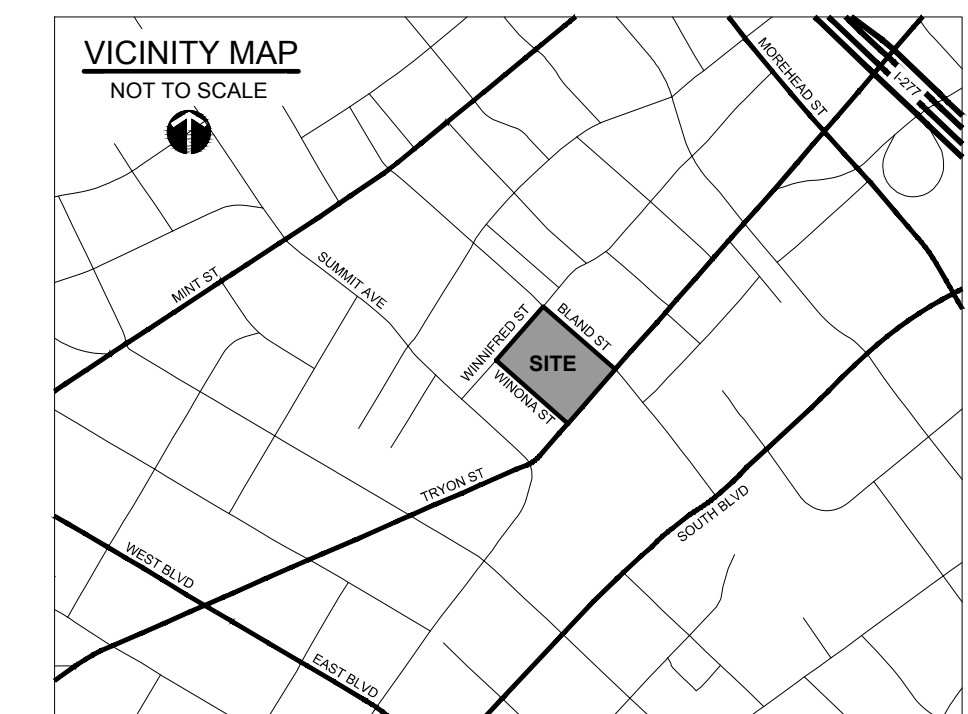 VICINITY MAP
NOT TO SCALE
MOREHEAD ST
I-277
SUMMIT AVE
MINT ST
WINNIFRED ST
BLAND ST
SITE
WINONA ST
TRYON ST
SOUTH BLVD
WEST BLVD
EAST BLVD